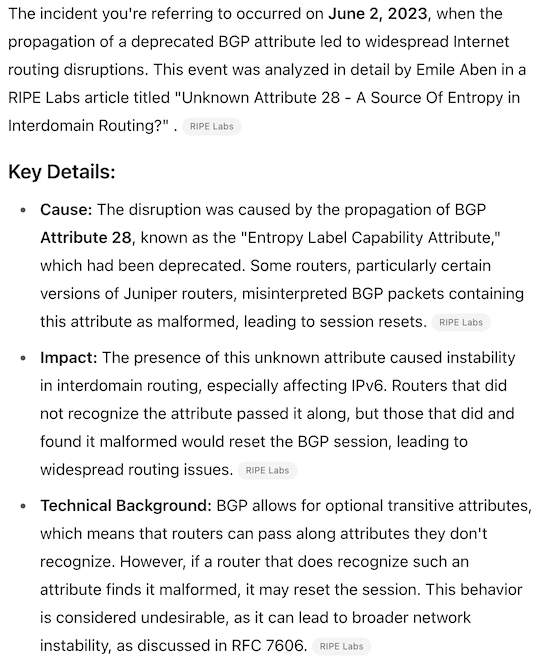 The incident you're referring to occurred on June 2, 2023, when the
propagation of a deprecated BGP attribute led to widespread Internet
routing disruptions. This event was analyzed in detail by Emile Aben in a
RIPE Labs article titled "Unknown Attribute 28 - A Source Of Entropy in
Interdomain Routing?" . RIPE Labs
Key Details:
• Cause: The disruption was caused by the propagation of BGP
Attribute 28, known as the "Entropy Label Capability Attribute,"
which had been deprecated. Some routers, particularly certain
versions of Juniper routers, misinterpreted BGP packets containing
this attribute as malformed, leading to session resets. RIPE Labs
• Impact: The presence of this unknown attribute caused instability
in interdomain routing, especially affecting IPv6. Routers that did
not recognize the attribute passed it along, but those that did and
found it malformed would reset the BGP session, leading to
widespread routing issues. RIPE Labs
• Technical Background: BGP allows for optional transitive attributes,
which means that routers can pass along attributes they don't
recognize. However, if a router that does recognize such an
attribute finds it malformed, it may reset the session. This behavior
is considered undesirable, as it can lead to broader network
instability, as discussed in RFC 7606. RIPE Labs